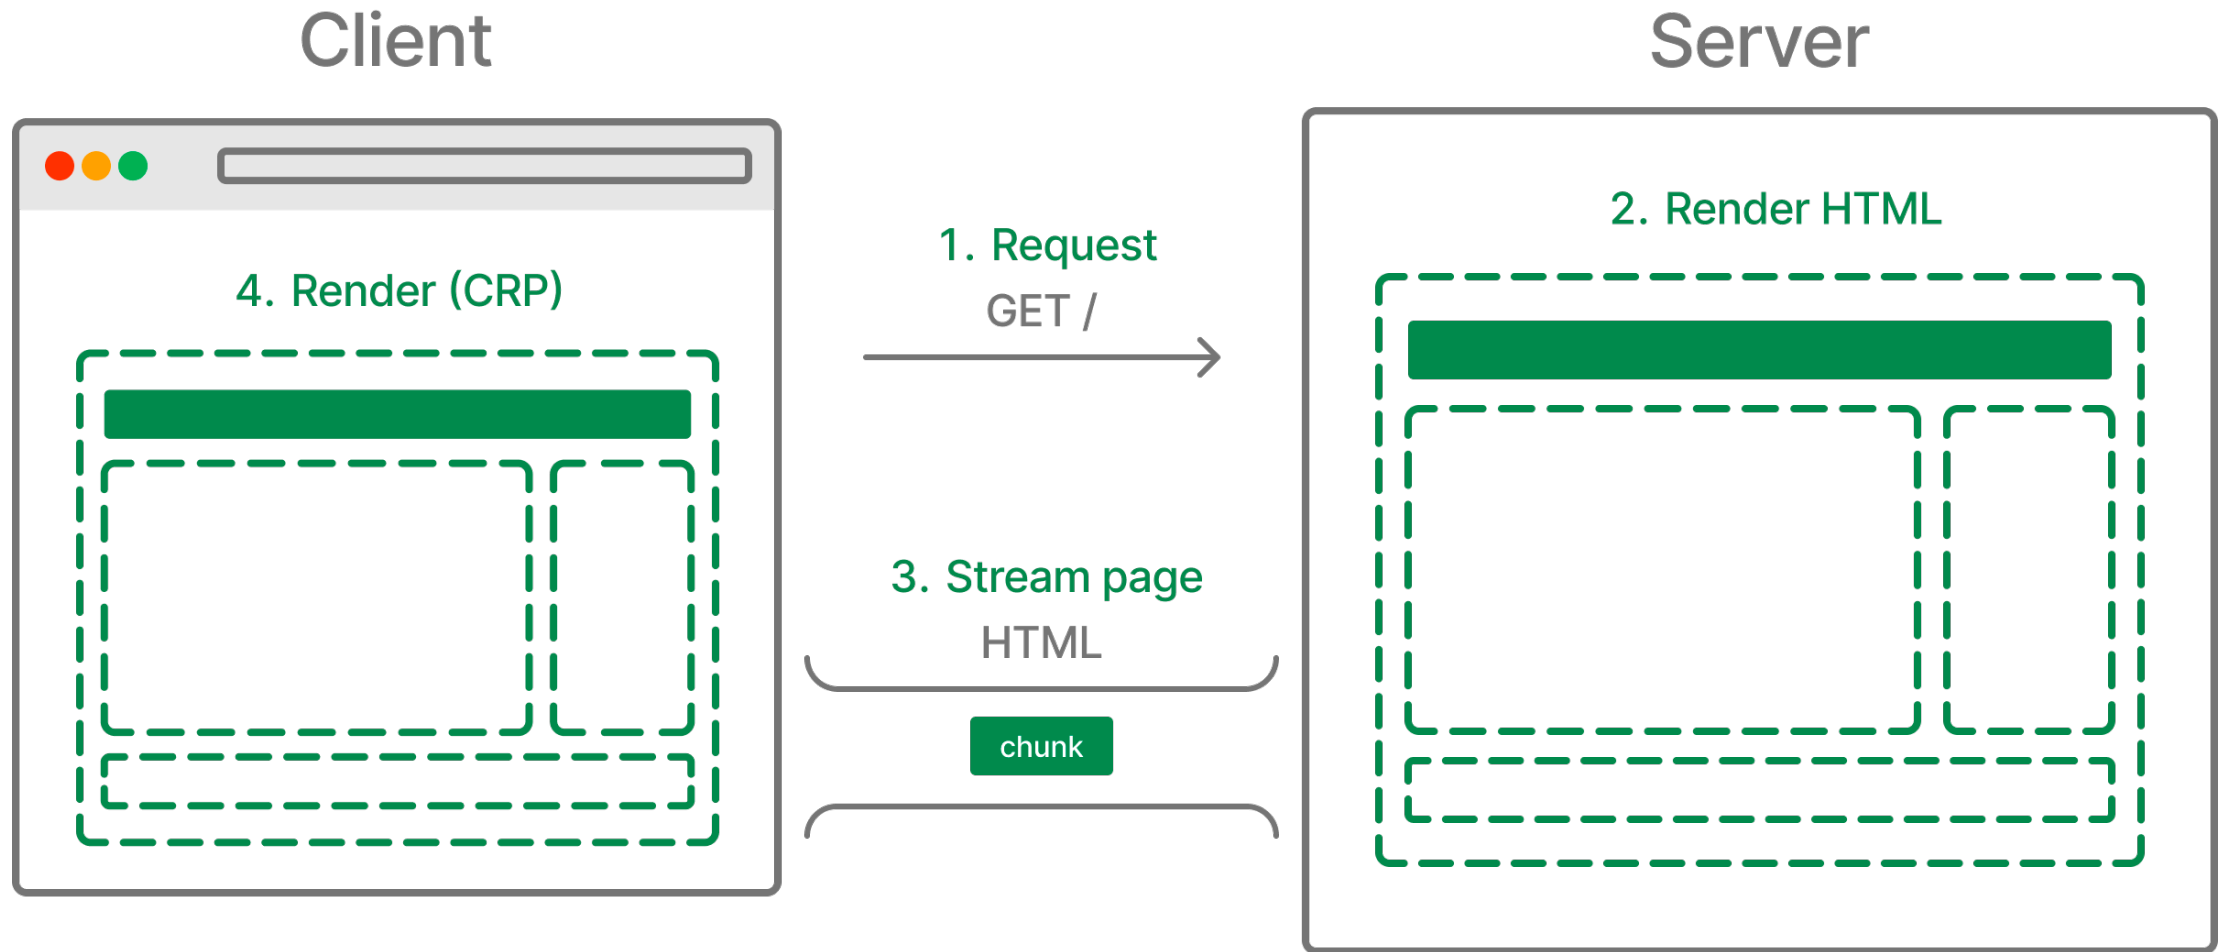 Client
Server
1. Request
GET /
2. Render HTML
3. Stream page
HTML
chunk
4. Render (CRP)